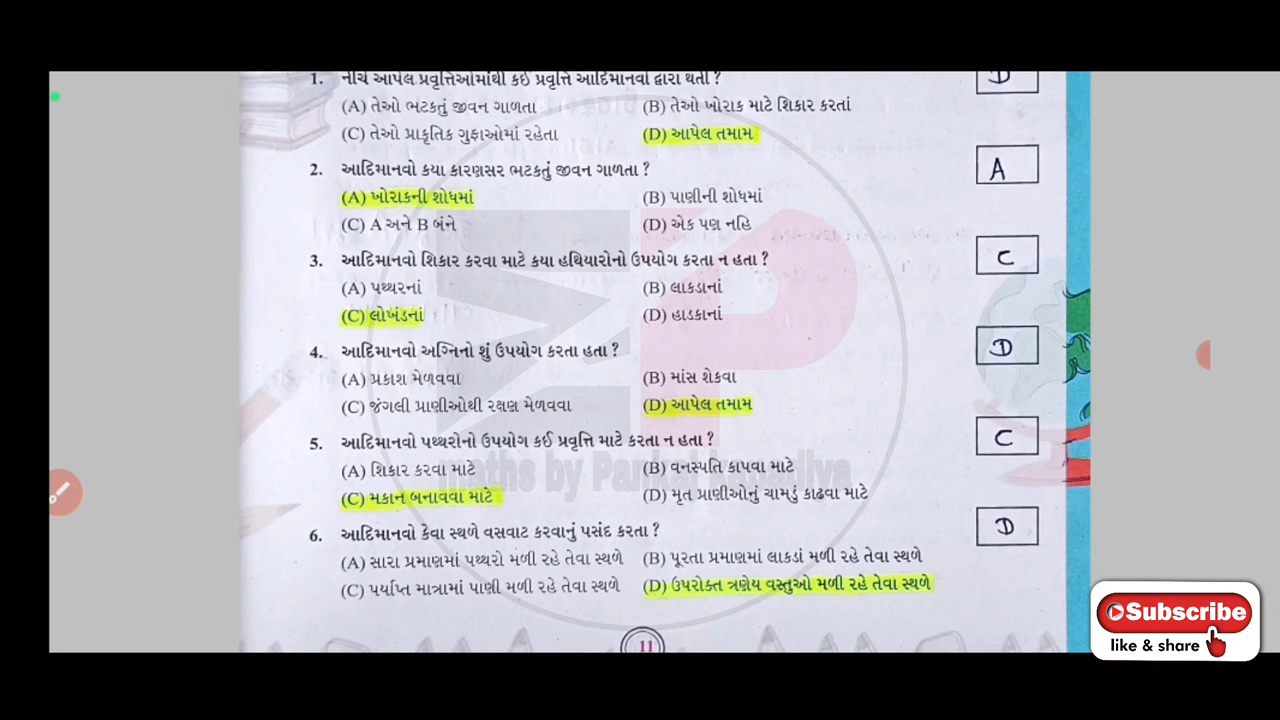 1. નીચે આપેલ પ્રવૃત્તિઓમાંથી કઈ પ્રવૃત્તિ આદિમાનવો દ્વારા થતી ?
D
(A) તેઓ ભટકતું જીવન ગાળતા (B) તેઓ ખોરાક માટે શિકાર કરતાં
(C) તેઓ પ્રાકૃતિક ગુફાઓમાં રહેતા (D) આપેલ તમામ
2. આદિમાનવો કયા કારણસર ભટકતું જીવન ગાળતા ?
A
(A) ખોરાકની શોધમાં (B) પાણીની શોધમાં
(C) A અને B બંને (D) એક પણ નહિ
3. આદિમાનવો શિકાર કરવા માટે કયા હથિયારોનો ઉપયોગ કરતા ન હતા ?
C
(A) પથ્થરનાં (B) લાકડાનાં
(C) લોખંડનાં (D) હાડકાનાં
4. આદિમાનવો અગ્નિનો શું ઉપયોગ કરતા હતા ?
D
(A) પ્રકાશ મેળવવા (B) માંસ શેકવા
(C) જંગલી પ્રાણીઓથી રક્ષણ મેળવવા (D) આપેલ તમામ
5. આદિમાનવો પથ્થરોનો ઉપયોગ કઈ પ્રવૃત્તિ માટે કરતા ન હતા ?
C
(A) શિકાર કરવા માટે (B) વનસ્પતિ કાપવા માટે
maths by Pankaj
(C) મકાન બનાવવા માટે (D) મૃત પ્રાણીઓનું ચામડું કાઢવા માટે
6. આદિમાનવો કેવા સ્થળે વસવાટ કરવાનું પસંદ કરતા ?
D
(A) સારા પ્રમાણમાં પથ્થરો મળી રહે તેવા સ્થળે (B) પૂરતા પ્રમાણમાં લાકડાં મળી રહે તેવા સ્થળે
(C) પર્યાપ્ત માત્રામાં પાણી મળી રહે તેવા સ્થળે (D) ઉપરોક્ત ત્રણેય વસ્તુઓ મળી રહે તેવા સ્થળે
11
Subscribe
like & share